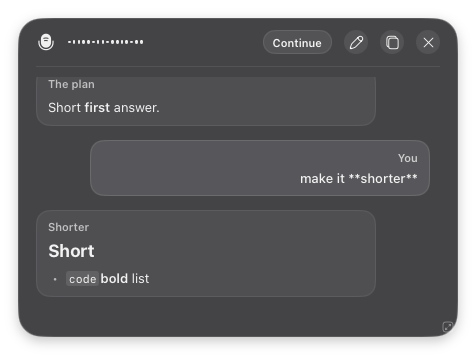 Continue
The plan
Short first answer.
You
make it **shorter**
Shorter
Short
• code bold list